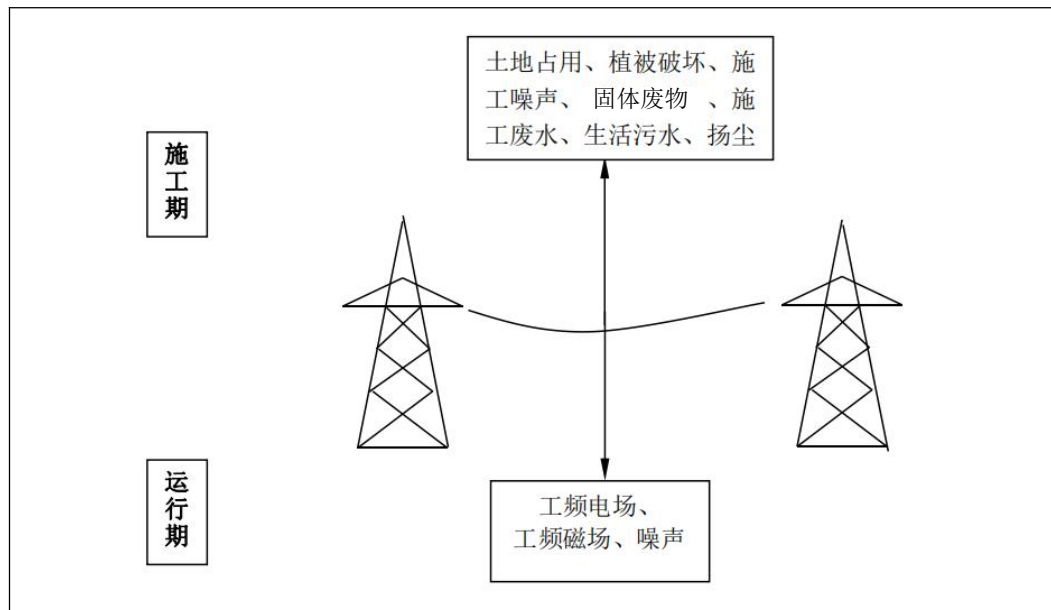 土地占用、植被破坏、施
工噪声、 固体废物 、施
工废水、生活污水、扬尘
施
工
期
运
行
期
工频电场、
工频磁场、噪声